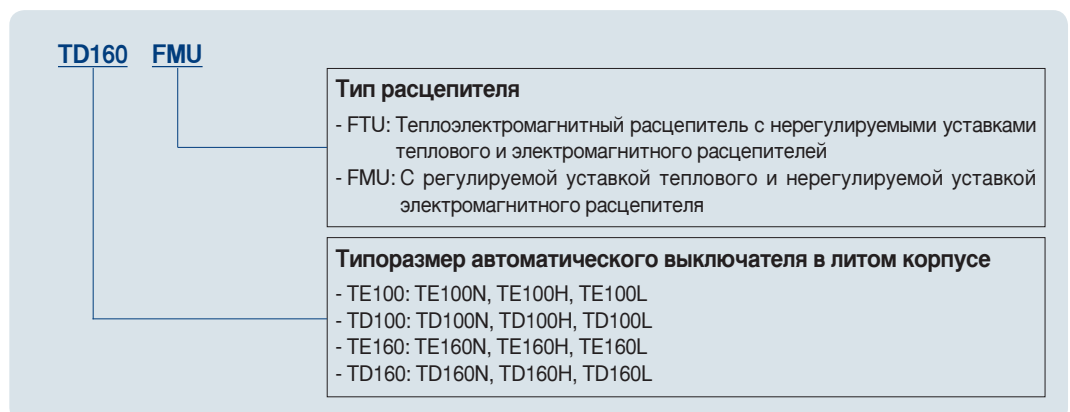 TD160 FMU
Тип расцепителя
- FTU: Теплоэлектромагнитный расцепитель с нерегулируемыми уставками
теплового и электромагнитного расцепителей
- FMU: С регулируемой уставкой теплового и нерегулируемой уставкой
электромагнитного расцепителя
Типоразмер автоматического выключателя в литом корпусе
- TE100: TE100N, TE100H, TE100L
- TD100: TD100N, TD100H, TD100L
- TE160: TE160N, TE160H, TE160L
- TD160: TD160N, TD160H, TD160L